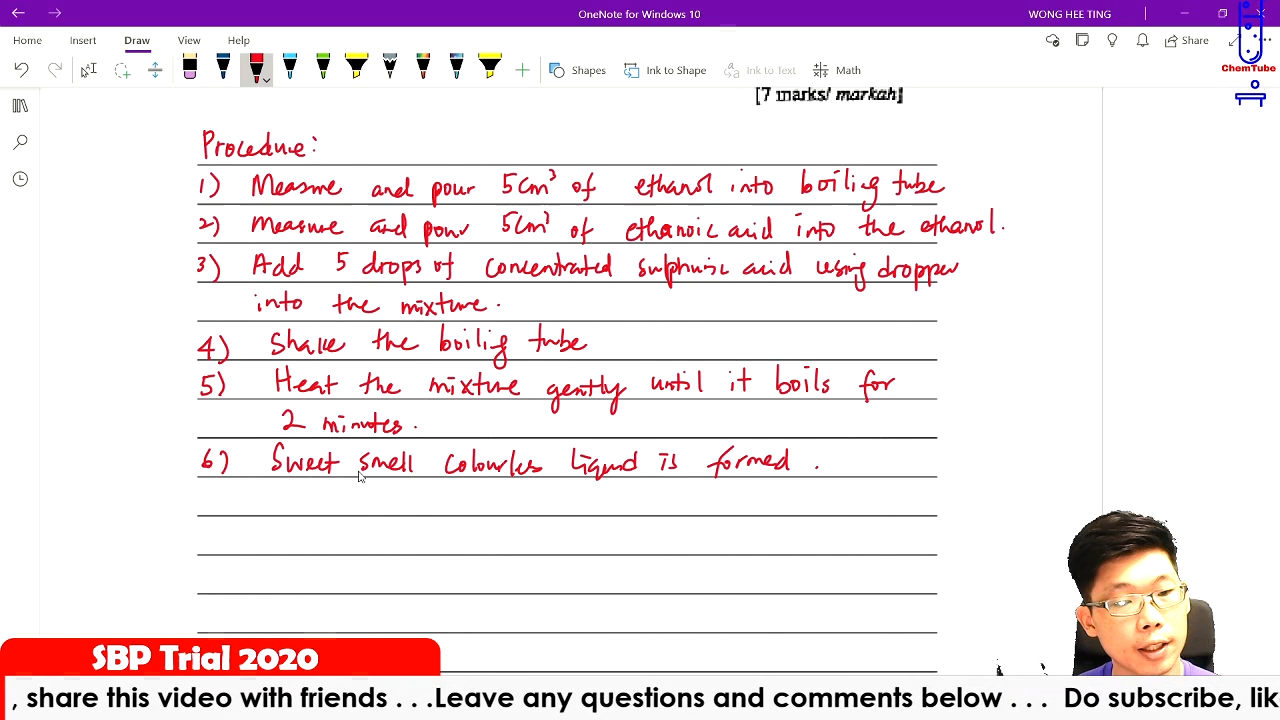 OneNote for Windows 10
WONG HEE TING
Home Insert Draw View Help
Share
Shapes Ink to Shape Ink to Text Math
ChemTube
[7 marks/ markah]
Procedure:
1) Measure and pour 5cm³ of ethanol into boiling tube
2) Measure and pour 5cm³ of ethanoic acid into the ethanol.
3) Add 5 drops of concentrated sulphuric acid using dropper
into the mixture.
4) Shake the boiling tube
5) Heat the mixture gently until it boils for
2 minutes.
6) Sweet smell colourless liquid is formed.
SBP Trial 2020
, share this video with friends . . .Leave any questions and comments below . . . Do subscribe, lik